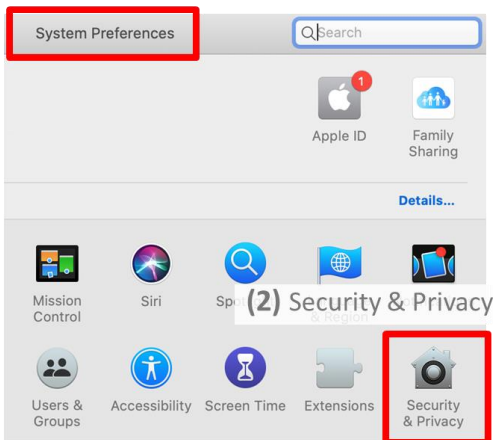 System Preferences
Search
1
Apple ID
Family
Sharing
Details...
Mission
Control
Siri
(2) Security & Privacy
& Region
Users &
Groups
Accessibility
Screen Time
Extensions
Security
& Privacy